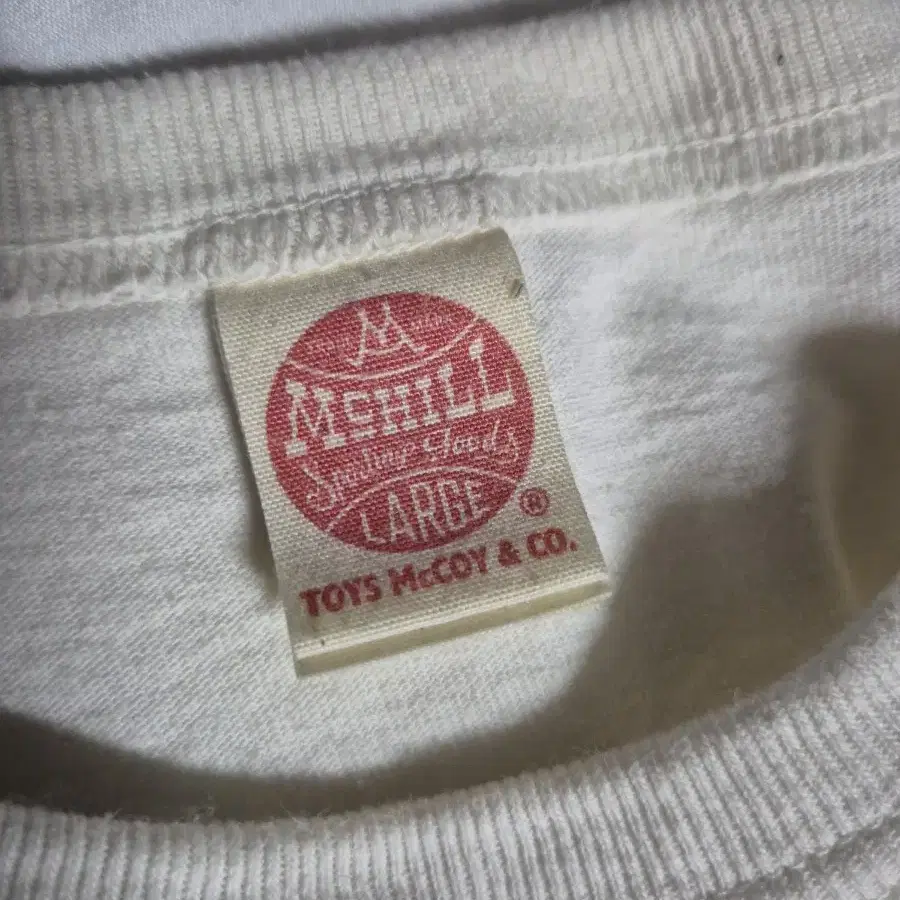 McHILL
Sporting Goods
LARGE
®
TOYS McCOY & CO.